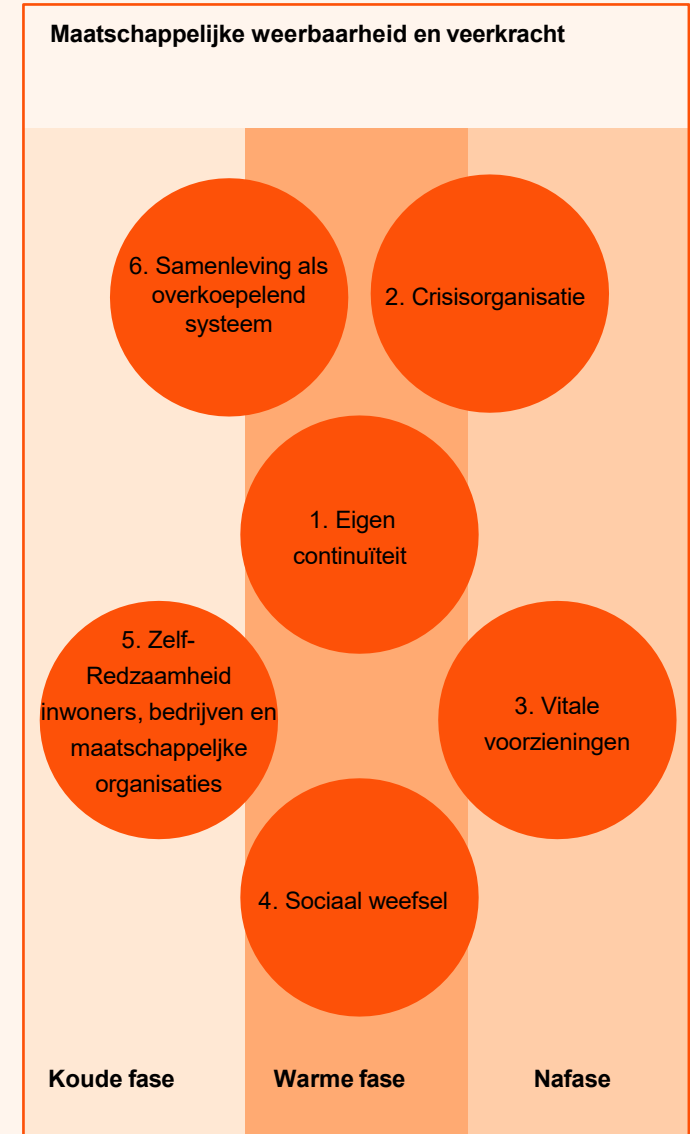 Maatschappelijke weerbaarheid en veerkracht
6. Samenleving als
overkoepelend
systeem
2. Crisisorganisatie
1. Eigen
continuïteit
5. Zelf-
Redzaamheid
inwoners, bedrijven en
maatschappeljke
organisaties
3. Vitale
voorzieningen
4. Sociaal weefsel
Koude fase
Warme fase
Nafase